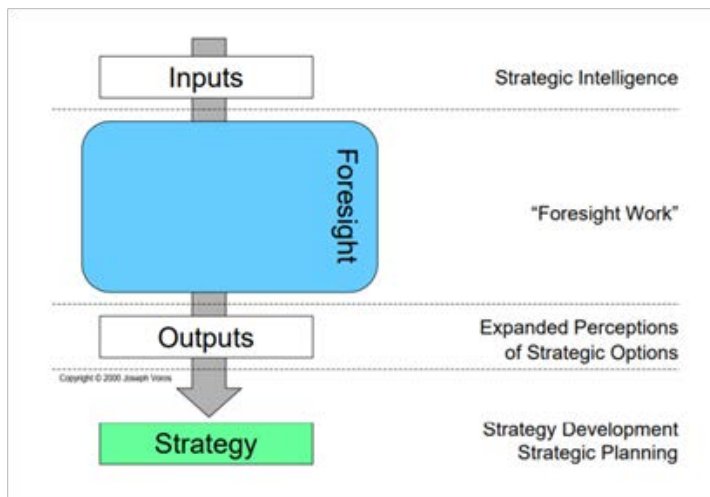 Inputs
Strategic Intelligence
Foresight
“Foresight Work”
Outputs
Expanded Perceptions
of Strategic Options
Copyright © 2000 Joseph Voros
Strategy
Strategy Development
Strategic Planning